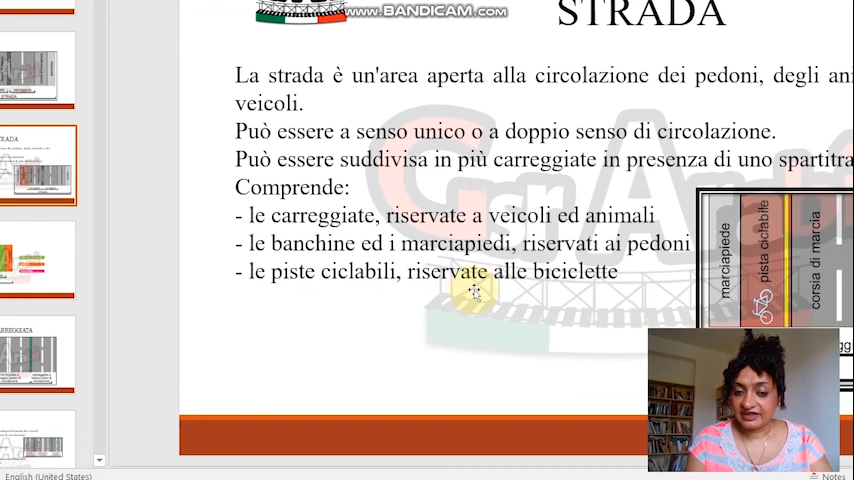 www.BANDICAM.com
STRADA
La strada è un'area aperta alla circolazione dei pedoni, degli
veicoli.
Può essere a senso unico o a doppio senso di circolazione.
Può essere suddivisa in più carreggiate in presenza di uno
Comprende:
- le carreggiate, riservate a veicoli ed animali
- le banchine ed i marciapiedi, riservati ai pedoni
- le piste ciclabili, riservate alle biciclette
marciapiede
pista ciclabile
corsia di marcia
English (United States)
Notes